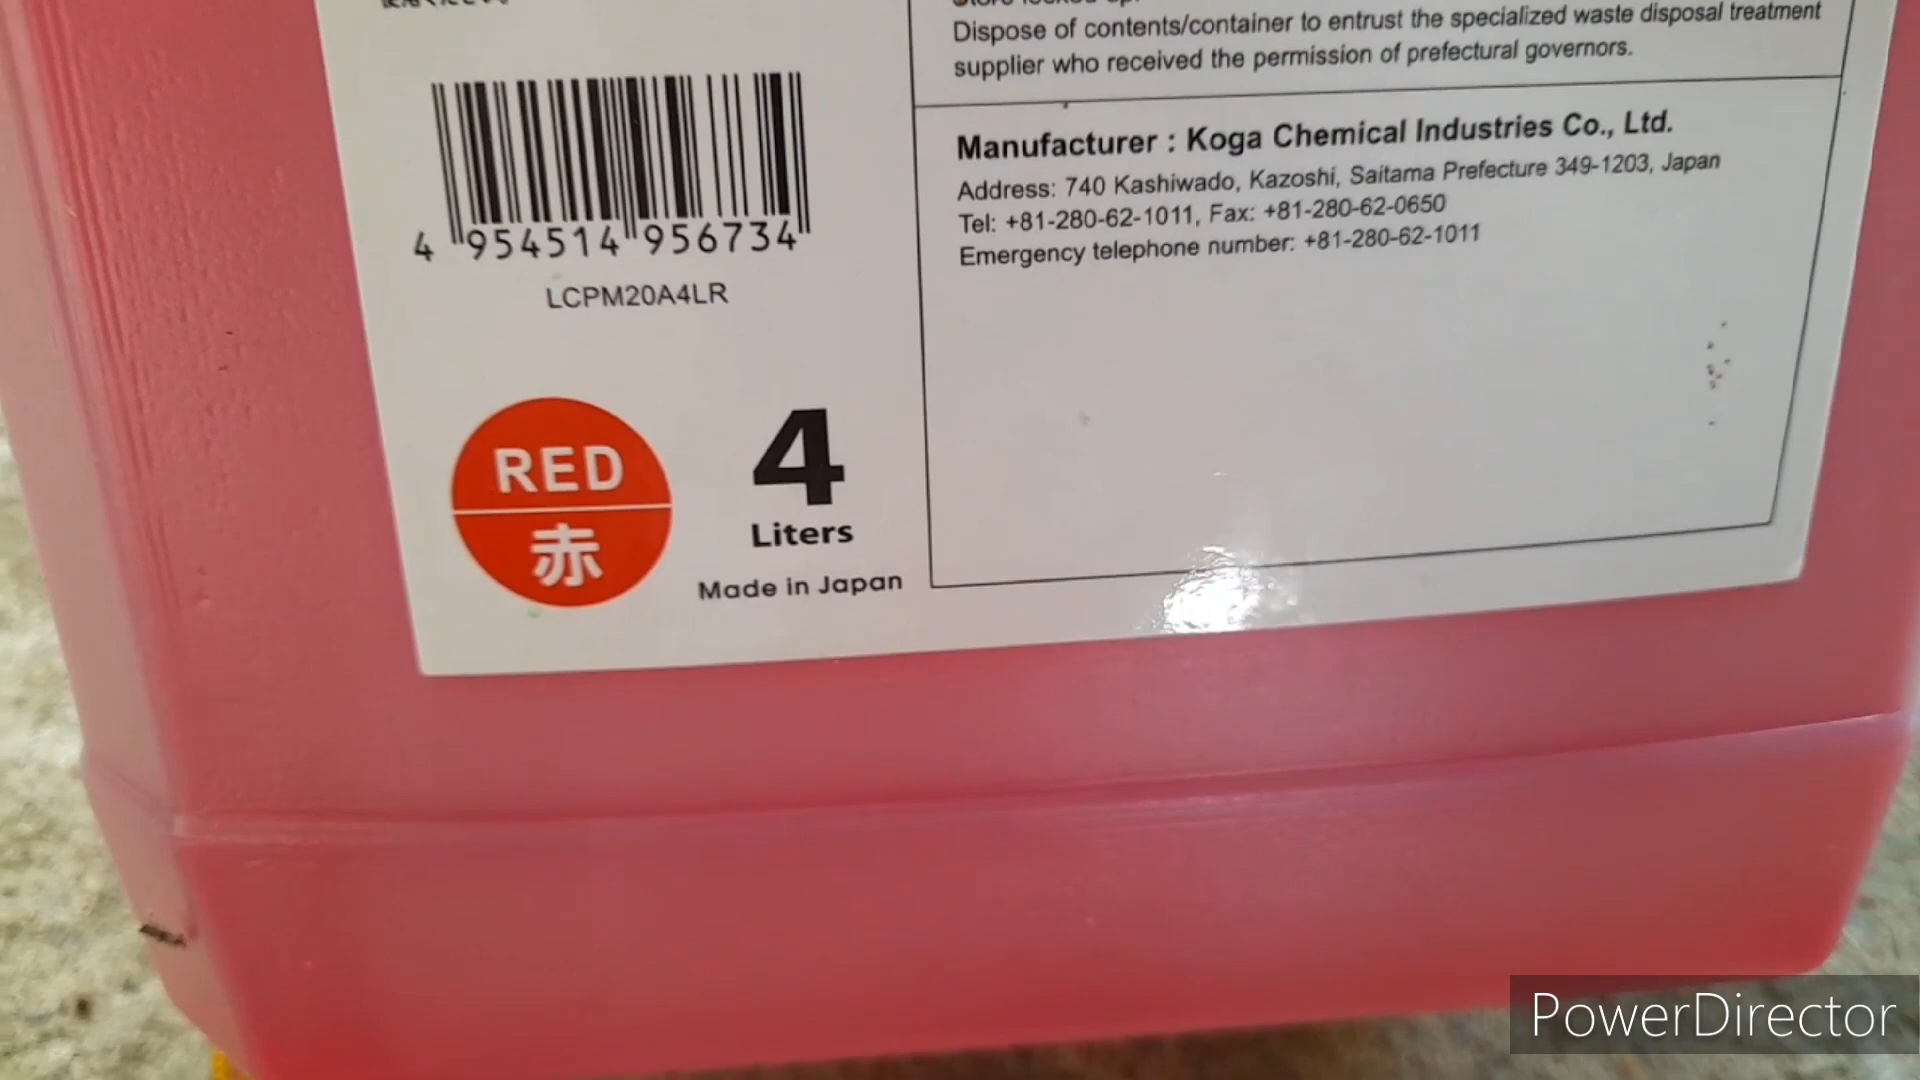 Dispose of contents/container to entrust the specialized waste disposal treatment
supplier who received the permission of prefectural governors.
4 954514 956734
LCPM20A4LR
Manufacturer : Koga Chemical Industries Co., Ltd.
Address: 740 Kashiwado, Kazoshi, Saitama Prefecture 349-1203, Japan
Tel: +81-280-62-1011, Fax: +81-280-62-0650
Emergency telephone number: +81-280-62-1011
RED
赤
4
Liters
Made in Japan
PowerDirector